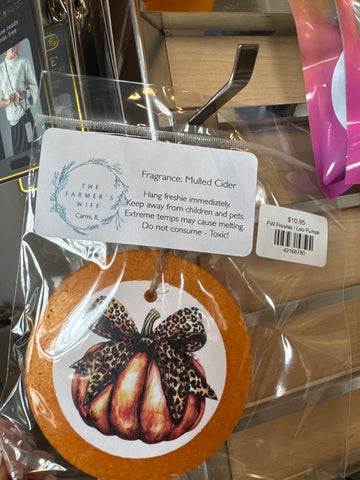 THE
FARMER'S
WIFE
Carmi, IL
Fragrance: Mulled Cider
Hang freshie immediately.
Keep away from children and pets.
Extreme temps may cause melting.
Do not consume - Toxic!
$10.95
FW Freshie / Leo Pumpk
42166780